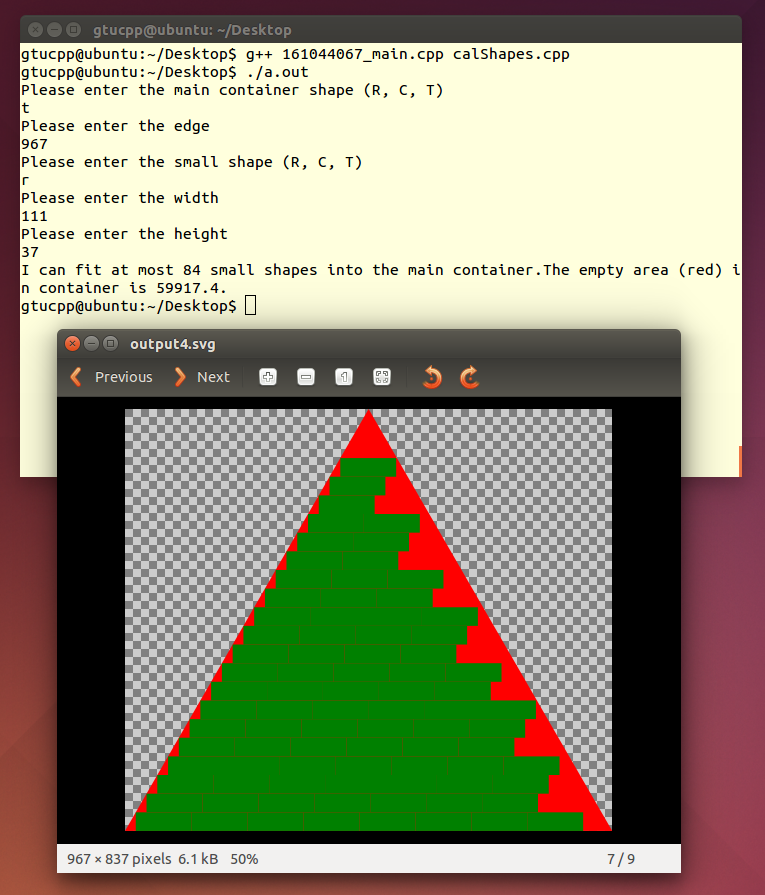 gtucpp@ubuntu: ~/Desktop
gtucpp@ubuntu:~/Desktop$ g++ 161044067_main.cpp calShapes.cpp
gtucpp@ubuntu:~/Desktop$ ./a.out
Please enter the main container shape (R, C, T)
t
Please enter the edge
967
Please enter the small shape (R, C, T)
r
Please enter the width
111
Please enter the height
37
I can fit at most 84 small shapes into the main container.The empty area (red) i
n container is 59917.4.
gtucpp@ubuntu:~/Desktop$
output4.svg
Previous Next 1
967 × 837 pixels 6.1 kB 50% 7 / 9